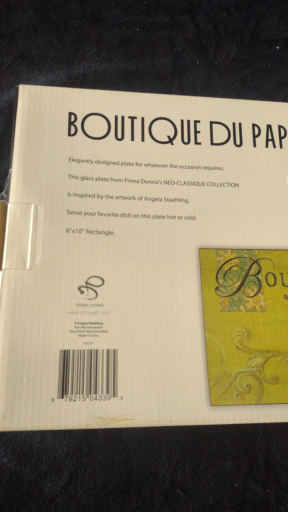 BOUTIQUE DU PAP
Elegantly designed plate for whatever the occasion requires.
This glass plate from Prima Donna's NEO-CLASSIQUE COLLECTION
is inspired by the artwork of Angela Staehling.
Serve your favorite dish on this plate hot or cold.
8"x10" Rectangle.
BOU